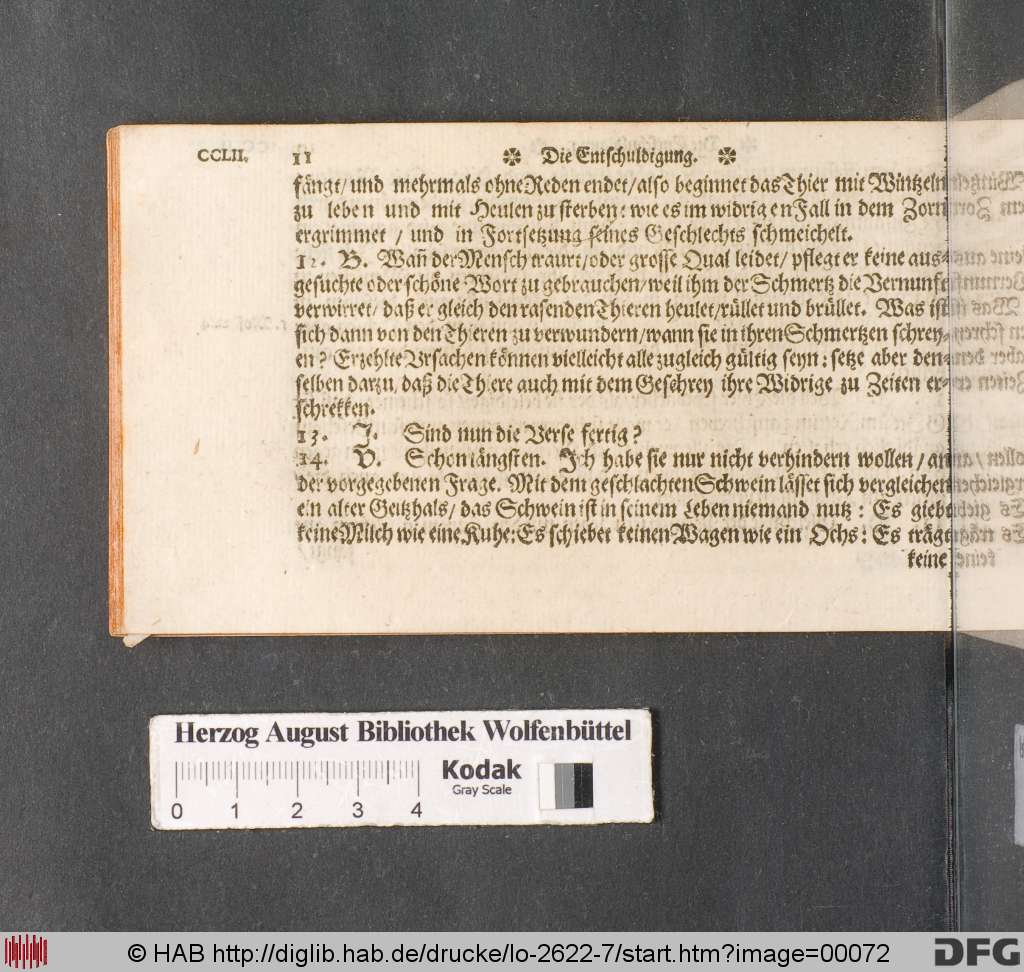 CCLII. 11 ✽ Die Entschuldigung. ✽
fängt/ und mehrmals ohne Reden endet/ also beginnet das Thier mit Wintzeln
zu leben und mit Heulen zu sterben: wie es im widrigen Fall in dem Zorn
ergrimmet / und in Fortsetzung seines Geschlechts schmeichelt.
12. B. Wañ der Mensch traurt/ oder grosse Qual leidet/ pflegt er keine aus-
gesuchte oder schöne Wort zu gebrauchen/ weil ihm der Schmertz die Vernunft
verwirret/ daß er gleich den rasenden Thieren heulet/ rüllet und brüllet. Was ist
sich dann von den Thieren zu verwundern/ wann sie in ihren Schmertzen schrey-
en? Erzehlte Ursachen können vielleicht alle zugleich gültig seyn: setze aber den-
selben darzu, daß die Thiere auch mit dem Geschrey ihre Widrige zu Zeiten er-
schrekken.
13. J. Sind nun die Verse fertig?
14. V. Schon längsten. Ich habe sie nur nicht verhindern wollen/ an
der vorgegebenen Frage. Mit dem geschlachten Schwein lässet sich vergleichen
ein alter Geitzhals/ das Schwein ist in seinem Leben niemand nutz: Es giebt
keine Milch wie eine Kuhe: Es schiebet keinen Wagen wie ein Ochs: Es trägt
keine
Herzog August Bibliothek Wolfenbüttel
Kodak
Gray Scale
0 1 2 3 4
© HAB http://diglib.hab.de/drucke/lo-2622-7/start.htm?image=00072
DFG